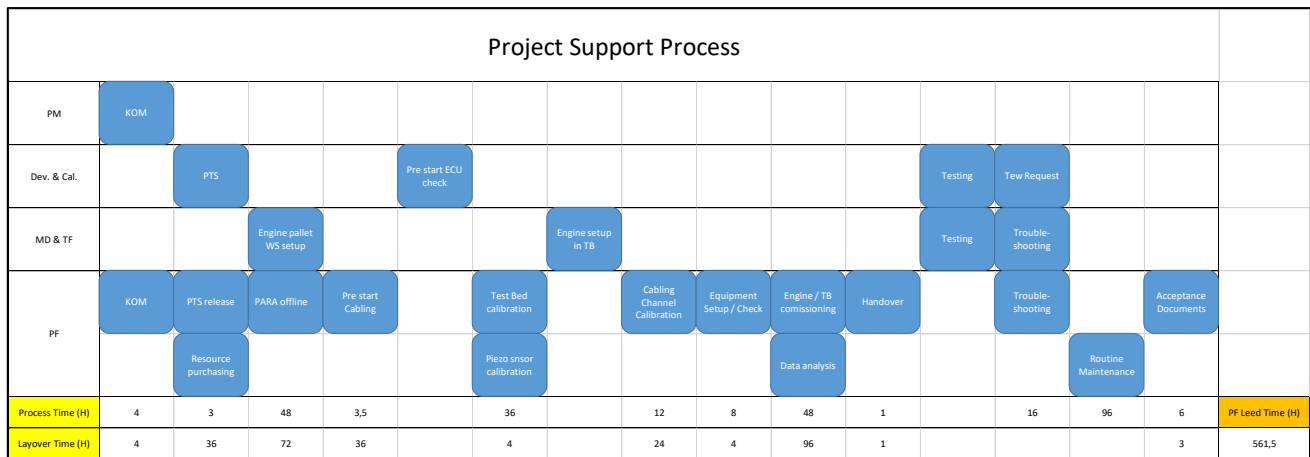 Project Support Process
PM
KOM
Dev. & Cal.
PTS
Pre start ECU
check
Testing
Tew Request
MD & TF
Engine pallet
WS setup
Engine setup
in TB
Testing
Trouble-
shooting
PF
KOM
PTS release
PARA offline
Pre start
Cabling
Test Bed
calibration
Cabling
Channel
Calibration
Equipment
Setup / Check
Engine / TB
comissioning
Handover
Trouble-
shooting
Acceptance
Documents
Resource
purchasing
Piezo snsor
calibration
Data analysis
Routine
Maintenance
Process Time (H) 4 3 48 3,5 36 12 8 48 1 16 96 6 PF Leed Time (H)
Layover Time (H) 4 36 72 36 4 24 4 96 1 3 561,5